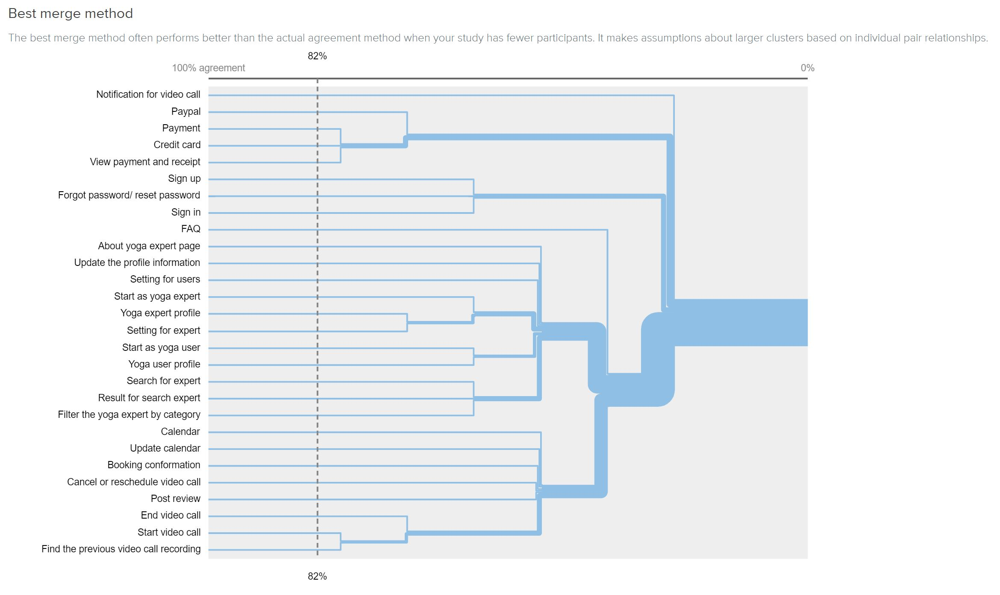 Best merge method
The best merge method often performs better than the actual agreement method when your study has fewer participants. It makes assumptions about larger clusters based on individual pair relationships.
82%
100% agreement
0%
Notification for video call
Paypal
Payment
Credit card
View payment and receipt
Sign up
Forgot password/ reset password
Sign in
FAQ
About yoga expert page
Update the profile information
Setting for users
Start as yoga expert
Yoga expert profile
Setting for expert
Start as yoga user
Yoga user profile
Search for expert
Result for search expert
Filter the yoga expert by category
Calendar
Update calendar
Booking conformation
Cancel or reschedule video call
Post review
End video call
Start video call
Find the previous video call recording
82%